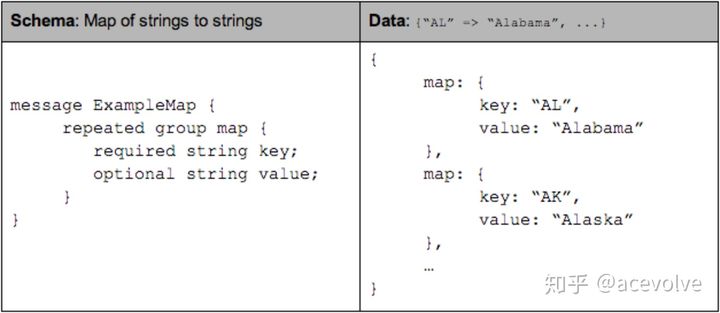 Schema: Map of strings to strings
message ExampleMap {
repeated group map {
required string key;
optional string value;
}
}
Data: {“AL” => “Alabama”, ...}
{
map: {
key: “AL”,
value: “Alabama”
},
map: {
key: “AK”,
value: “Alaska”
},
…
}
知乎 @acevolve